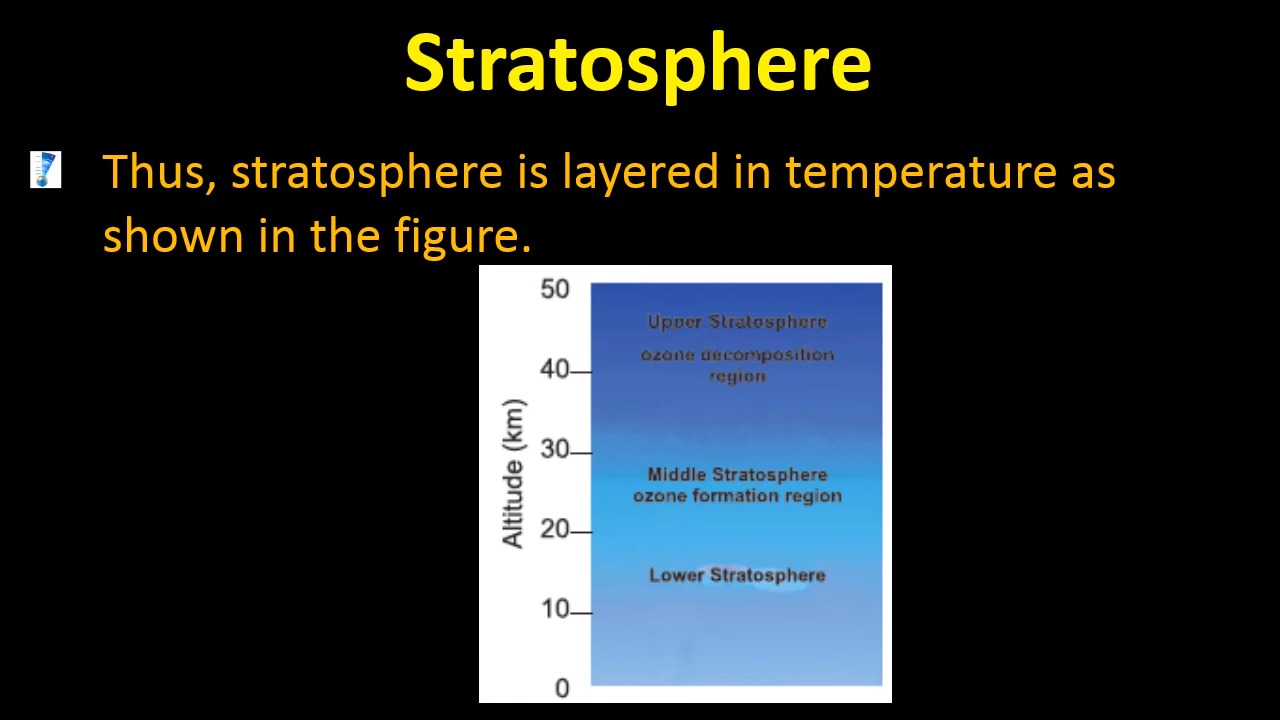 Stratosphere
Thus, stratosphere is layered in temperature as
shown in the figure.
50
Upper Stratosphere
ozone decomposition
40
region
Altitude (km)
30
Middle Stratosphere
ozone formation region
20
Lower Stratosphere
10
0